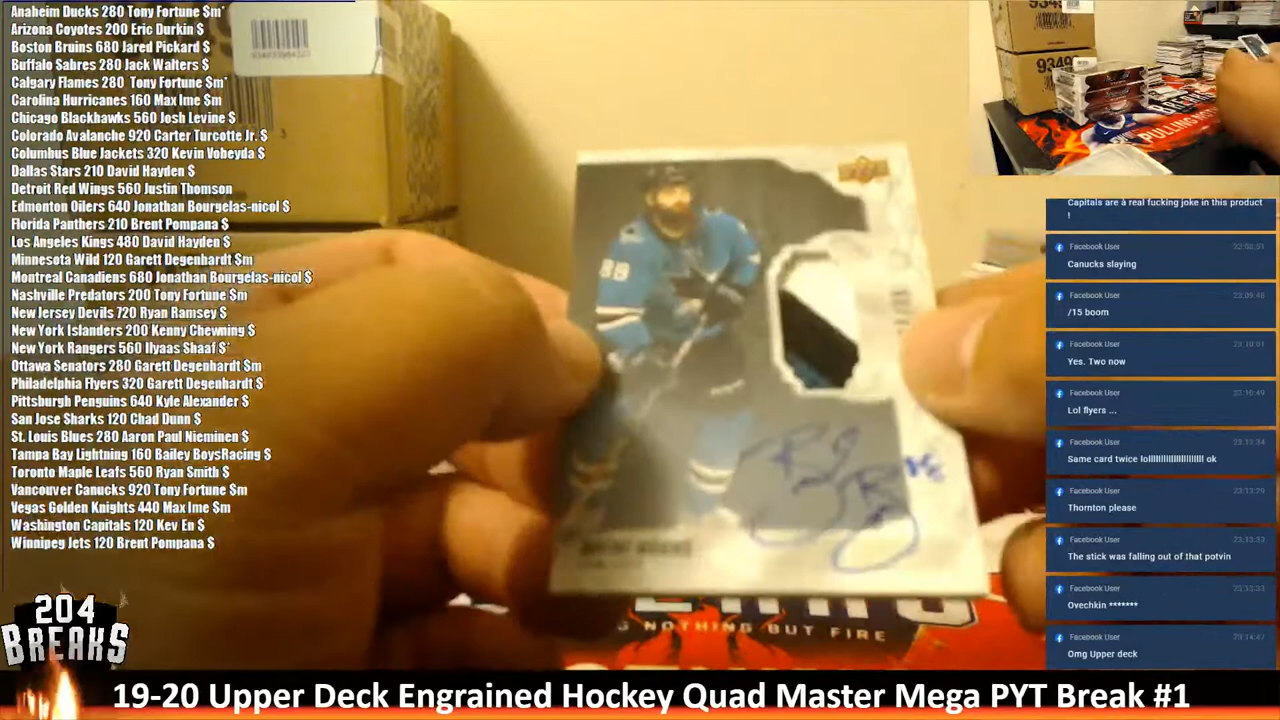 Anaheim Ducks 280 Tony Fortune $m*
Arizona Coyotes 200 Eric Durkin $
Boston Bruins 680 Jared Pickard $
Buffalo Sabres 280 Jack Walters $
Calgary Flames 280 Tony Fortune $m*
Carolina Hurricanes 160 Max Ime $m
Chicago Blackhawks 560 Josh Levine $
Colorado Avalanche 920 Carter Turcotte Jr. $
Columbus Blue Jackets 320 Kevin Voheyda $
Dallas Stars 210 David Hayden $
Detroit Red Wings 560 Justin Thomson
Edmonton Oilers 640 Jonathan Bourgelas-nicol $
Florida Panthers 210 Brent Pompana $
Los Angeles Kings 480 David Hayden $
Minnesota Wild 120 Garett Degenhardt $m
Montreal Canadiens 680 Jonathan Bourgelas-nicol $
Nashville Predators 200 Tony Fortune $m
New Jersey Devils 720 Ryan Ramsey $
New York Islanders 200 Kenny Chewning $
New York Rangers 560 Ilyaas Shaaf $*
Ottawa Senators 280 Garett Degenhardt $m
Philadelphia Flyers 320 Garett Degenhardt $
Pittsburgh Penguins 640 Kyle Alexander $
San Jose Sharks 120 Chad Dunn $
St. Louis Blues 280 Aaron Paul Nieminen $
Tampa Bay Lightning 160 Bailey BoysRacing $
Toronto Maple Leafs 560 Ryan Smith $
Vancouver Canucks 920 Tony Fortune $m
Vegas Golden Knights 440 Max Ime $m
Washington Capitals 120 Kev En $
Winnipeg Jets 120 Brent Pompana $
204
BREAKS
9349
88
NOTHING BUT FIRE
PULLING
Capitals are à real fucking joke in this product
!
Facebook User
Canucks slaying
Facebook User
/15 boom
Facebook User
Yes. Two now
Facebook User
Lol flyers ...
Facebook User
Same card twice lolllllllllllllllllllllll ok
Facebook User
Thornton please
Facebook User
The stick was falling out of that potvin
Facebook User
Ovechkin *******
Facebook User
Omg Upper deck
19-20 Upper Deck Engrained Hockey Quad Master Mega PYT Break #1